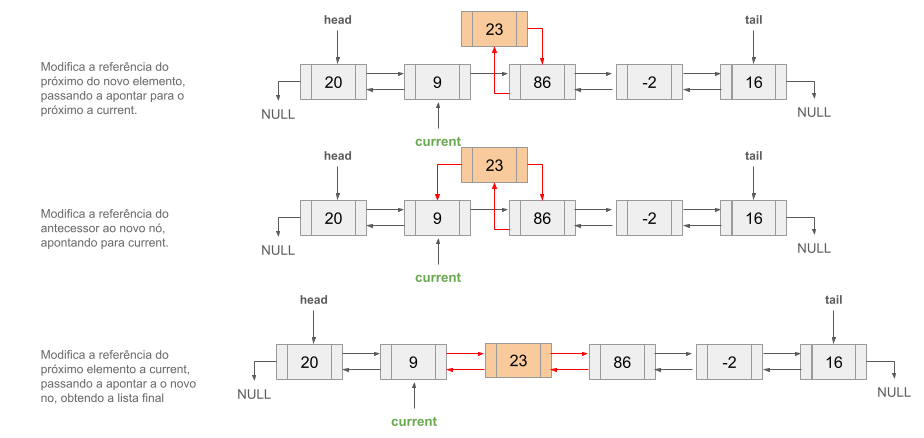 head
23
tail
Modifica a referência do
próximo do novo elemento,
passando a apontar para o
próximo a current.
20
9
86
-2
16
NULL
NULL
current
head
23
tail
Modifica a referência do
antecessor ao novo nó,
apontando para current.
20
9
86
-2
16
NULL
NULL
current
head
tail
Modifica a referência do
próximo elemento a current,
passando a apontar a o novo
no, obtendo a lista final
20
9
23
86
-2
16
NULL
NULL
current